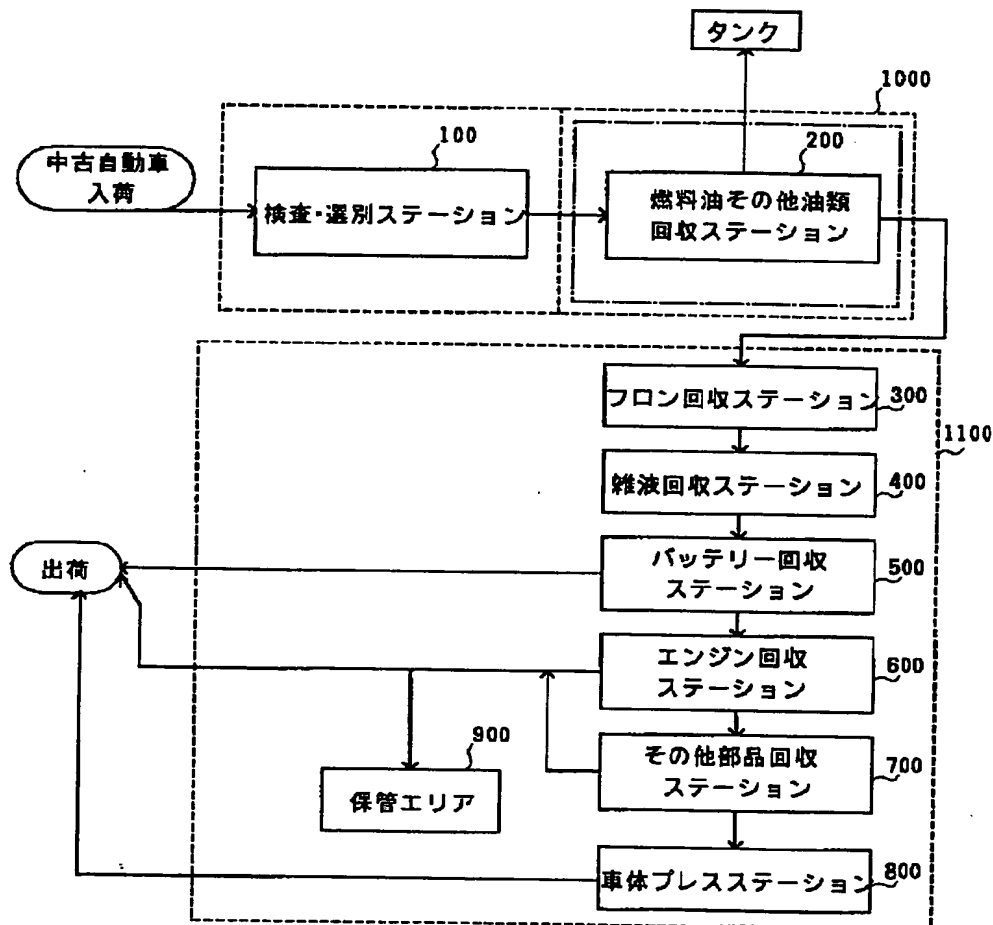 タンク
1000
中古自動車
入荷
100
検査・選別ステーション
200
燃料油その他油類
回収ステーション
フロン回収ステーション
300
1100
雑液回収ステーション
400
出荷
バッテリー回収
ステーション
500
エンジン回収
ステーション
600
900
保管エリア
その他部品回収
ステーション
700
車体プレスステーション
800